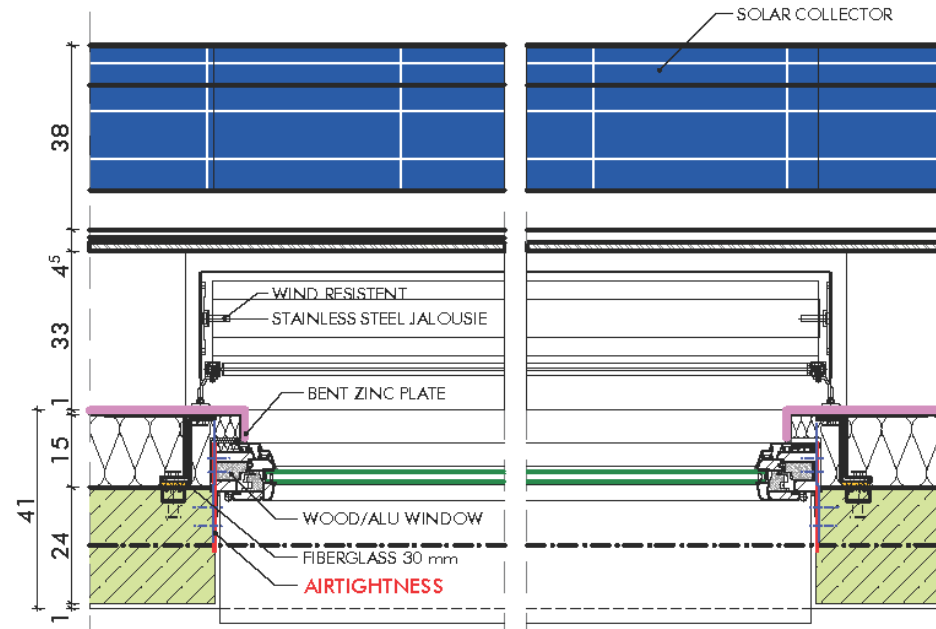 SOLAR COLLECTOR
38
4⁵
WIND RESISTENT
STAINLESS STEEL JALOUSIE
33
1
BENT ZINC PLATE
15
41
WOOD/ALU WINDOW
24
FIBERGLASS 30 mm
AIRTIGHTNESS
1